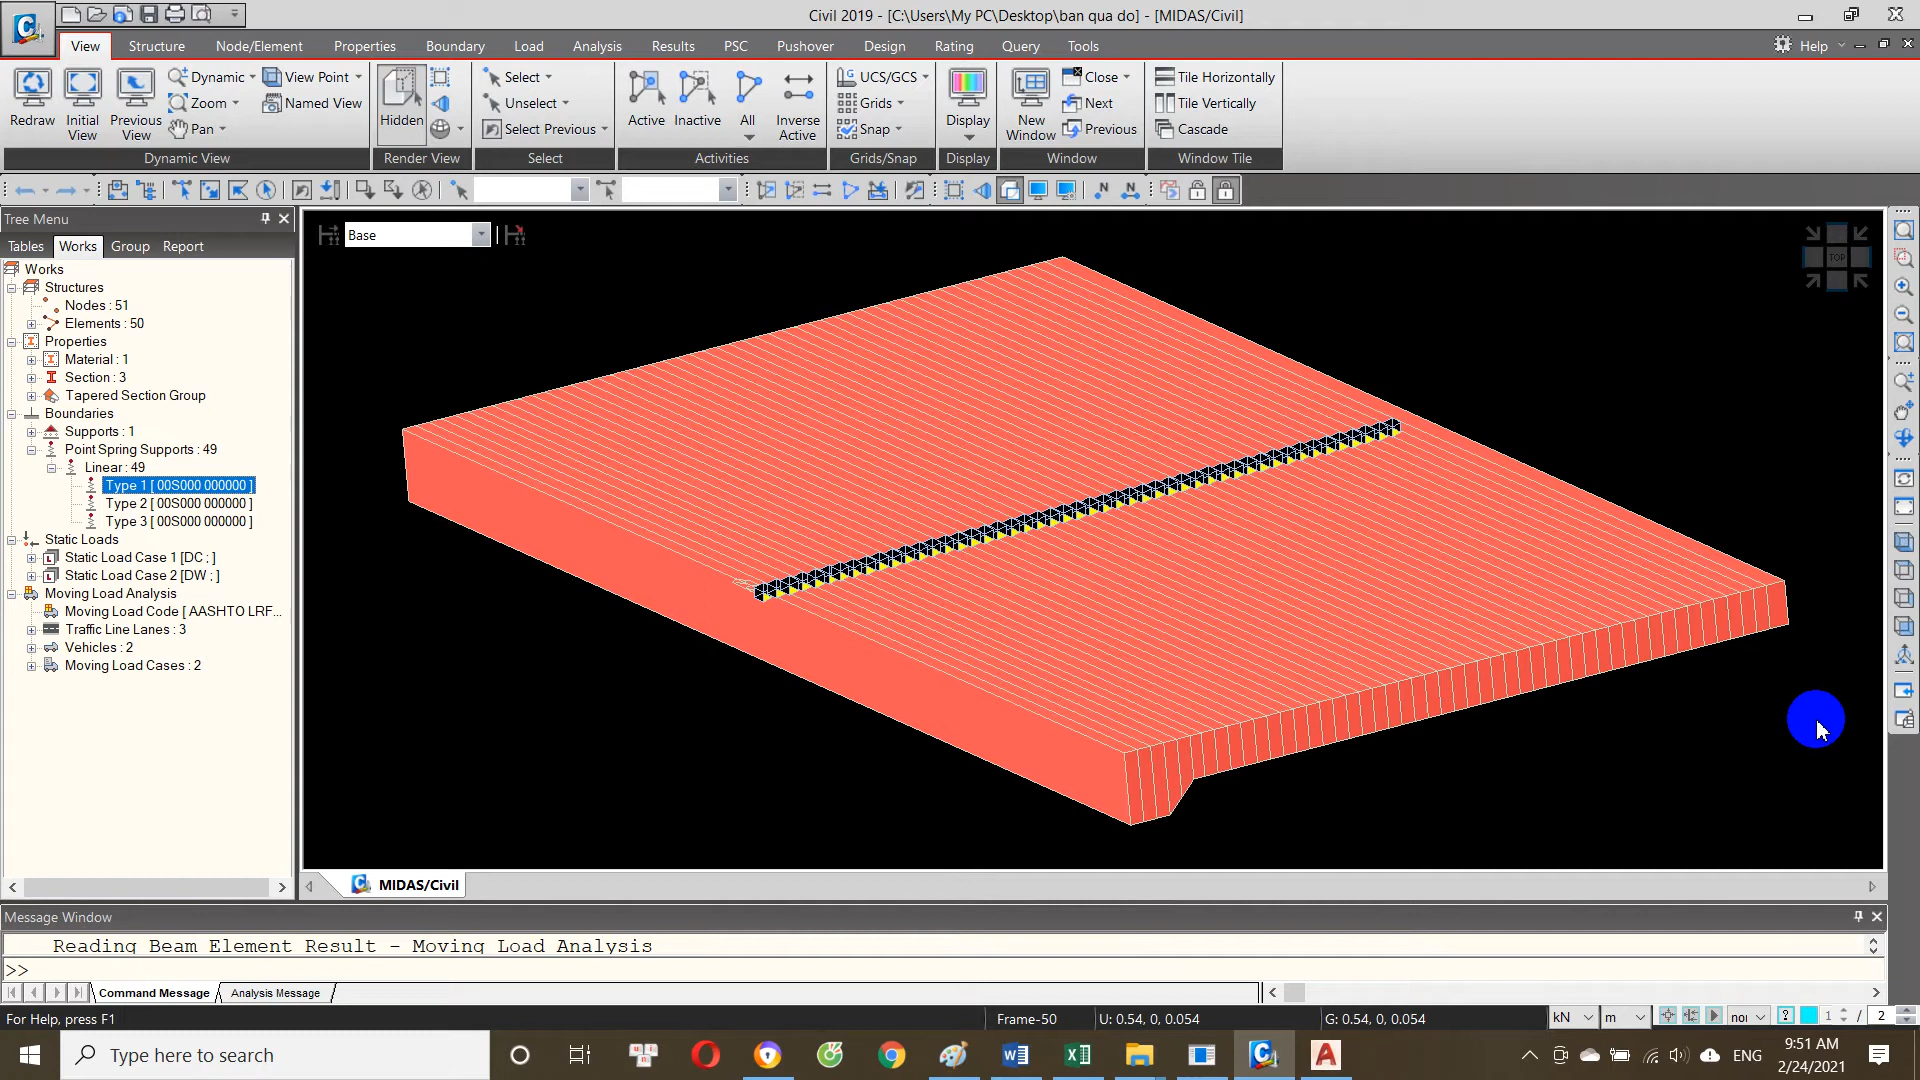 Civil 2019 - [C:\Users\My PC\Desktop\ban qua do] - [MIDAS/Civil]
View Structure Node/Element Properties Boundary Load Analysis Results PSC Pushover Design Rating Query Tools Help
Redraw
Initial View
Previous View
Dynamic
Zoom
Pan
View Point
Named View
Dynamic View
Hidden
Render View
Select
Unselect
Select Previous
Select
Active
Inactive
All
Inverse Active
Activities
UCS/GCS
Grids
Snap
Grids/Snap
Display
Display
New Window
Close
Next
Previous
Window
Tile Horizontally
Tile Vertically
Cascade
Window Tile
Tree Menu
Tables Works Group Report
Base
TOP
Works
Structures
Nodes : 51
Elements : 50
Properties
Material : 1
Section : 3
Tapered Section Group
Boundaries
Supports : 1
Point Spring Supports : 49
Linear : 49
Type 1 [ 00S000 000000 ]
Type 2 [ 00S000 000000 ]
Type 3 [ 00S000 000000 ]
Static Loads
Static Load Case 1 [DC ; ]
Static Load Case 2 [DW ; ]
Moving Load Analysis
Moving Load Code [ AASHTO LRF...
Traffic Line Lanes : 3
Vehicles : 2
Moving Load Cases : 2
MIDAS/Civil
Message Window
Reading Beam Element Result - Moving Load Analysis
>>
Command Message Analysis Message
For Help, press F1 Frame-50 U: 0.54, 0, 0.054 G: 0.54, 0, 0.054 kN m noi 1 / 2
Type here to search
ENG
9:51 AM
2/24/2021